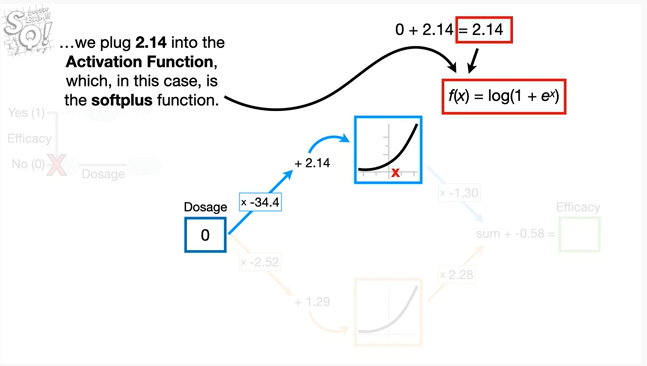 SQ!
0 + 2.14 = 2.14
...we plug 2.14 into the
Activation Function,
which, in this case, is
the softplus function.
f(x) = log(1 + eˣ)
Yes (1)
Efficacy
No (0)
X
Dosage
+ 2.14
x
x -34.4
x -1.30
Dosage
Efficacy
0
sum + -0.58 =
x -2.52
x 2.28
+ 1.29